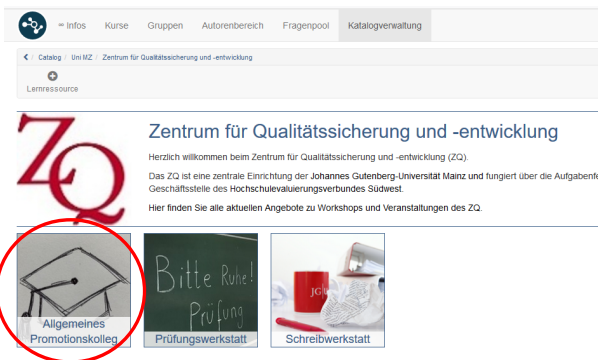 = Infos Kurse Gruppen Autorenbereich Fragenpool Katalogverwaltung
Catalog / Uni MZ / Zentrum für Qualitätssicherung und -entwicklung
Lernressource
ZQ
Zentrum für Qualitätssicherung und -entwicklung
Herzlich willkommen beim Zentrum für Qualitätssicherung und -entwicklung (ZQ).
Das ZQ ist eine zentrale Einrichtung der Johannes Gutenberg-Universität Mainz und fungiert über die Aufgabenfe
Geschäftsstelle des Hochschulevaluierungsverbundes Südwest.
Hier finden Sie alle aktuellen Angebote zu Workshops und Veranstaltungen des ZQ.
Allgemeines
Promotionskolleg
Bitte Ruhe!
Prüfung
Prüfungswerkstatt
JG
Schreibwerkstatt